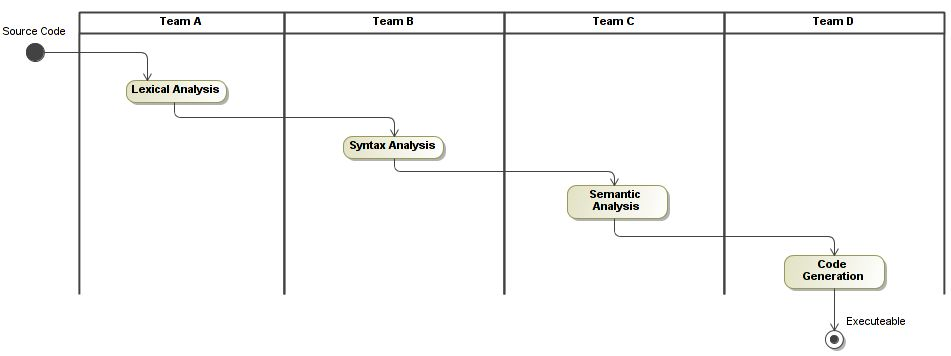 Team A
Team B
Team C
Team D
Source Code
Lexical Analysis
Syntax Analysis
Semantic
Analysis
Code
Generation
Executeable